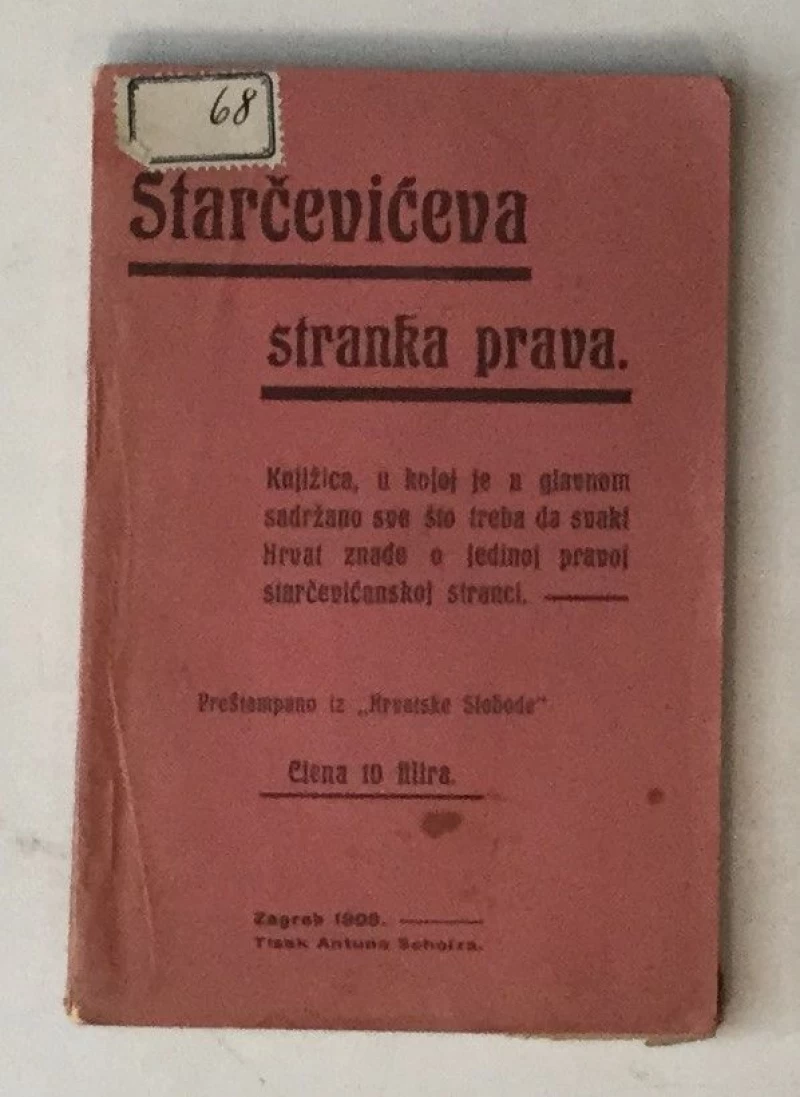 68
Starčevićeva
stranka prava.
Knjižica, u kojoj je u glavnom
sadržano sve što treba da svaki
Hrvat znade o jedinoj pravoj
starčevićanskoj stranci.
Preštampano iz „Hrvatske Slobode“
Ciena 10 filira.
Zagreb
Tisak Antuna Scholza.